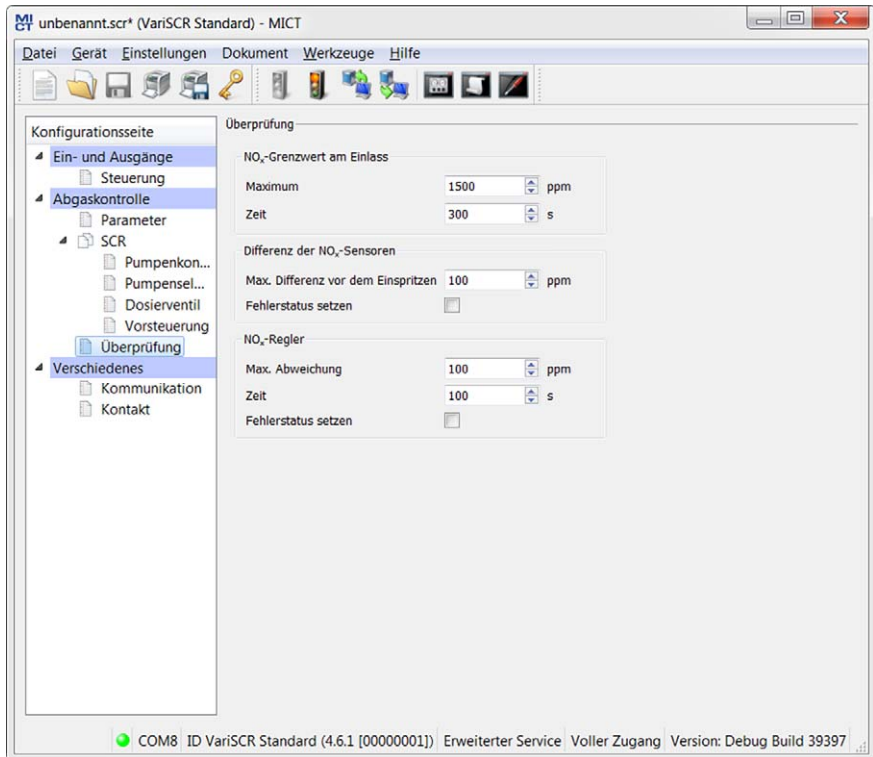 MICT unbenannt.scr* (VariSCR Standard) - MICT
Datei Gerät Einstellungen Dokument Werkzeuge Hilfe
Konfigurationsseite
Ein- und Ausgänge
Steuerung
Abgaskontrolle
Parameter
SCR
Pumpenkon...
Pumpensel...
Dosierventil
Vorsteuerung
Überprüfung
Verschiedenes
Kommunikation
Kontakt
Überprüfung
NOₓ-Grenzwert am Einlass
Maximum 1500 ppm
Zeit 300 s
Differenz der NOₓ-Sensoren
Max. Differenz vor dem Einspritzen 100 ppm
Fehlerstatus setzen
NOₓ-Regler
Max. Abweichung 100 ppm
Zeit 100 s
Fehlerstatus setzen
COM8 ID VariSCR Standard (4.6.1 [00000001]) Erweiterter Service Voller Zugang Version: Debug Build 39397